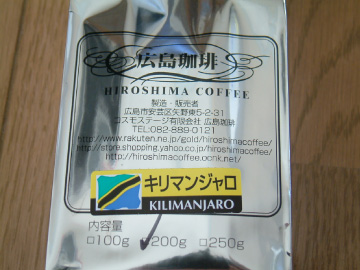 広島珈琲
HIROSHIMA COFFEE
製造・販売者
広島市安芸区矢野東5-2-31
コスモステージ有限会社 広島珈琲
TEL:082-889-0121
http://www.rakuten.ne.jp/gold/hiroshimacoffee/
http://store.shopping.yahoo.co.jp/hiroshimacoffee/
http://hiroshimacoffee.ocnk.net/
キリマンジャロ
KILIMANJARO
内容量
□100g □200g □250g